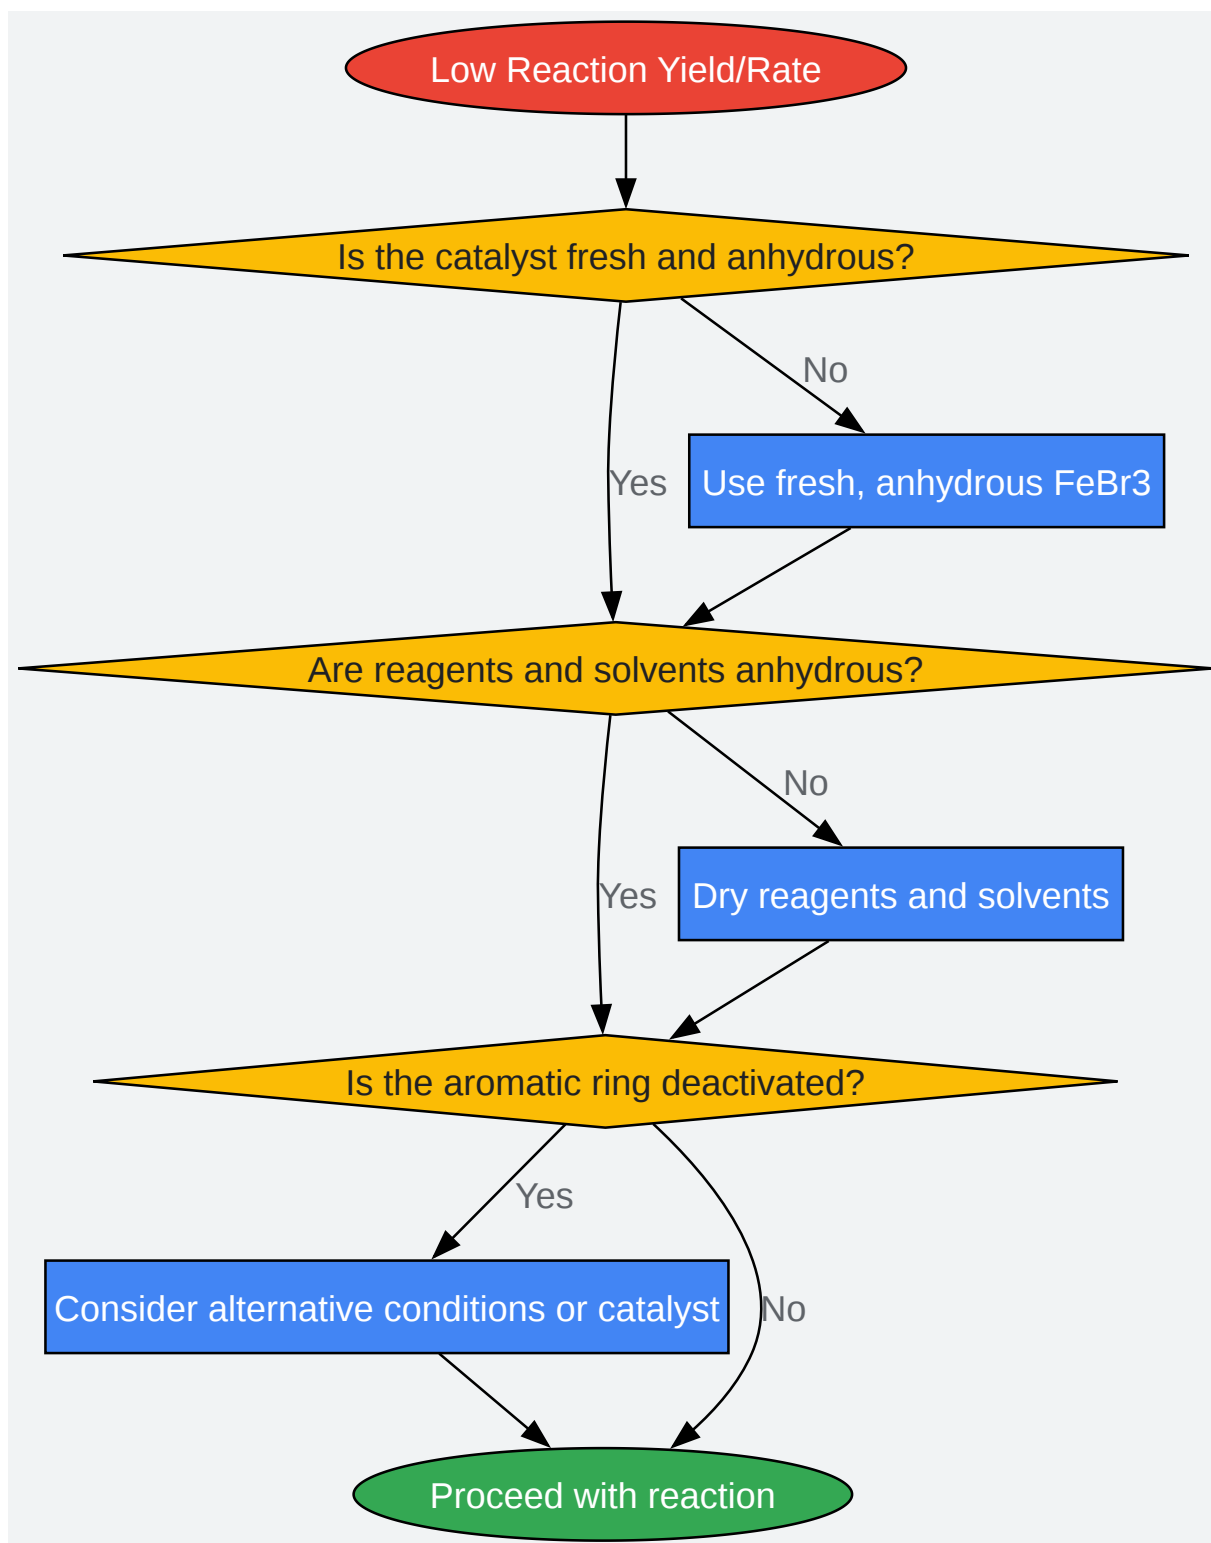 Low Reaction Yield/Rate
Is the catalyst fresh and anhydrous?
No
Yes
Use fresh, anhydrous FeBr3
Are reagents and solvents anhydrous?
No
Yes
Dry reagents and solvents
Is the aromatic ring deactivated?
Yes
Consider alternative conditions or catalyst
No
Proceed with reaction